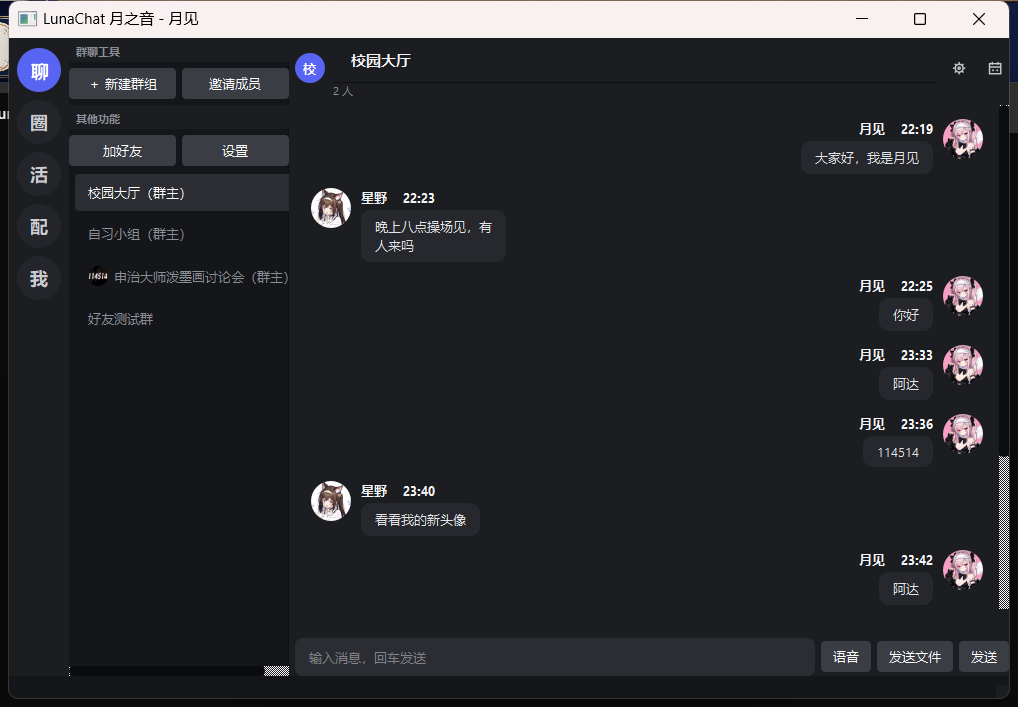 LunaChat 月之音 - 月见
聊
圈
活
配
我
群聊工具
+ 新建群组
邀请成员
其他功能
加好友
设置
校园大厅（群主）
自习小组（群主）
114514
申治大师泼墨画讨论会（群主）
好友测试群
校
校园大厅
2 人
月见 22:19
大家好，我是月见
星野 22:23
晚上八点操场见，有
人来吗
月见 22:25
你好
月见 23:33
阿达
月见 23:36
114514
星野 23:40
看看我的新头像
月见 23:42
阿达
输入消息，回车发送
语音
发送文件
发送